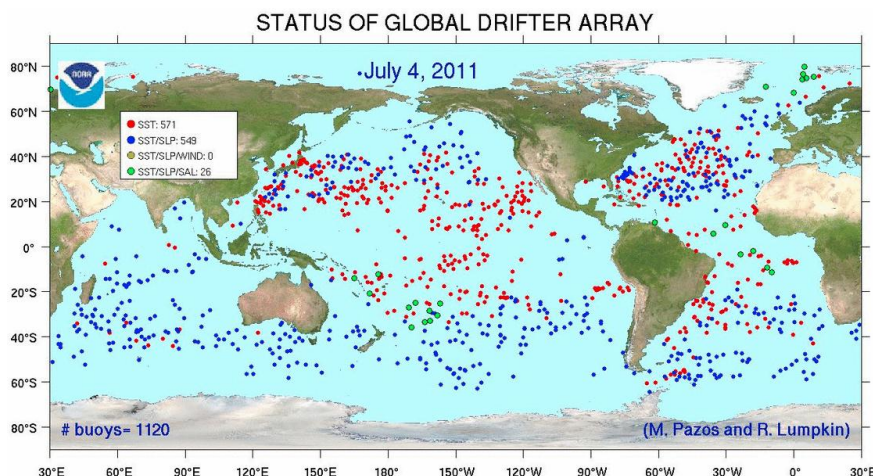 STATUS OF GLOBAL DRIFTER ARRAY
80°N
NOAA
July 4, 2011
60°N
SST: 571
SST/SLP: 549
SST/SLP/WIND: 0
SST/SLP/SAL: 26
40°N
20°N
0°
20°S
40°S
60°S
80°S
# buoys= 1120
(M. Pazos and R. Lumpkin)
30°E 60°E 90°E 120°E 150°E 180°E 150°W 120°W 90°W 60°W 30°W 0° 30°E